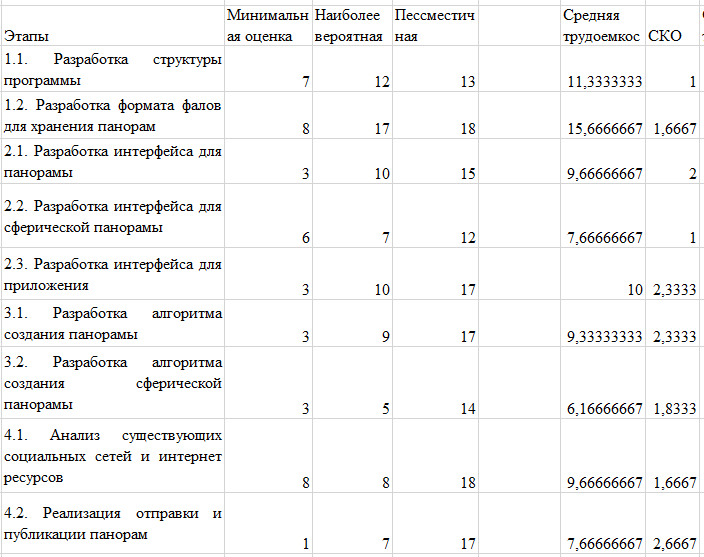 Этапы Минимальн Наиболее Пессместич Средняя
ая оценка вероятная ная трудоемкос СКО
1.1. Разработка структуры
программы 7 12 13 11,3333333 1
1.2. Разработка формата фалов
для хранения панорам 8 17 18 15,6666667 1,6667
2.1. Разработка интерфейса для
панорамы 3 10 15 9,66666667 2
2.2. Разработка интерфейса для
сферической панорамы 6 7 12 7,66666667 1
2.3. Разработка интерфейса для
приложения 3 10 17 10 2,3333
3.1. Разработка алгоритма
создания панорамы 3 9 17 9,33333333 2,3333
3.2. Разработка алгоритма
создания сферической
панорамы 3 5 14 6,16666667 1,8333
4.1. Анализ существующих
социальных сетей и интернет
ресурсов 8 8 18 9,66666667 1,6667
4.2. Реализация отправки и
публикации панорам 1 7 17 7,66666667 2,6667